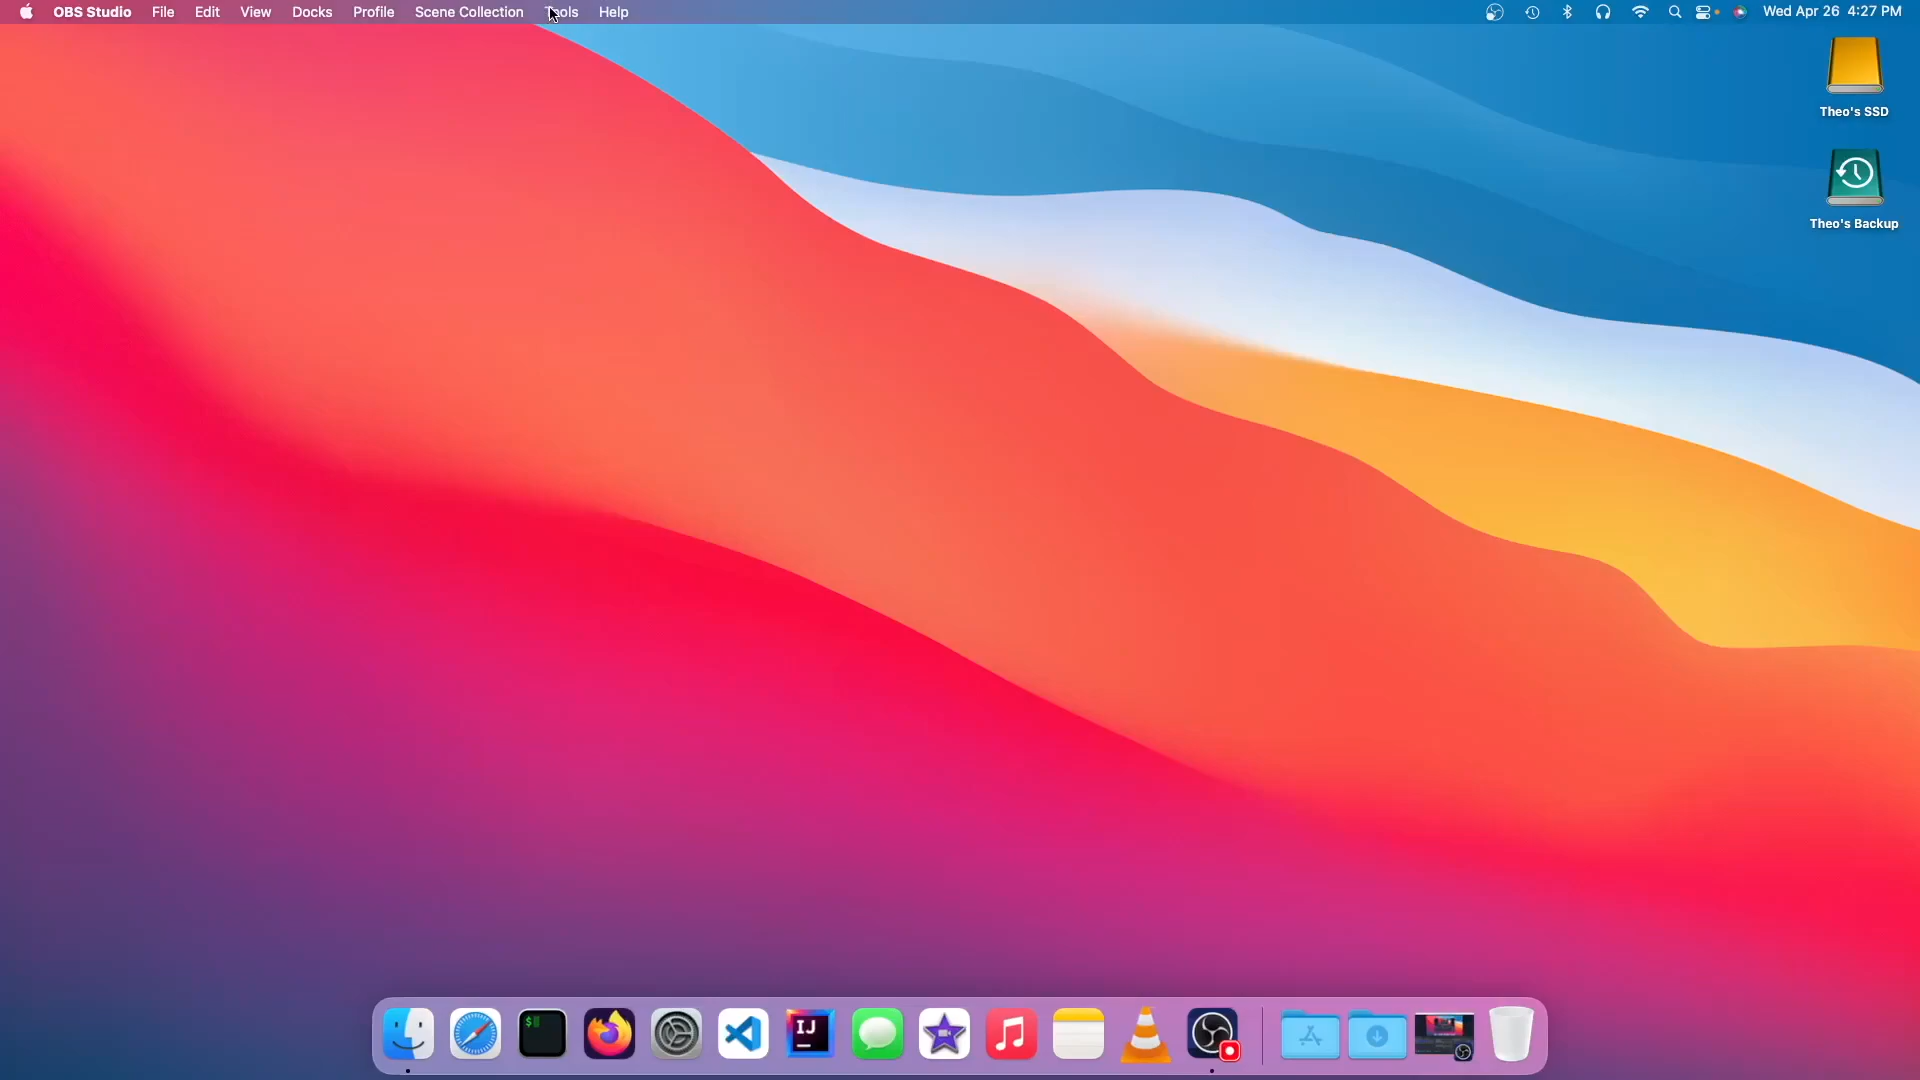 OBS Studio File Edit View Docks Profile Scene Collection Tools Help Wed Apr 26 4:27 PM
Theo's SSD
Theo's Backup
$
IJ